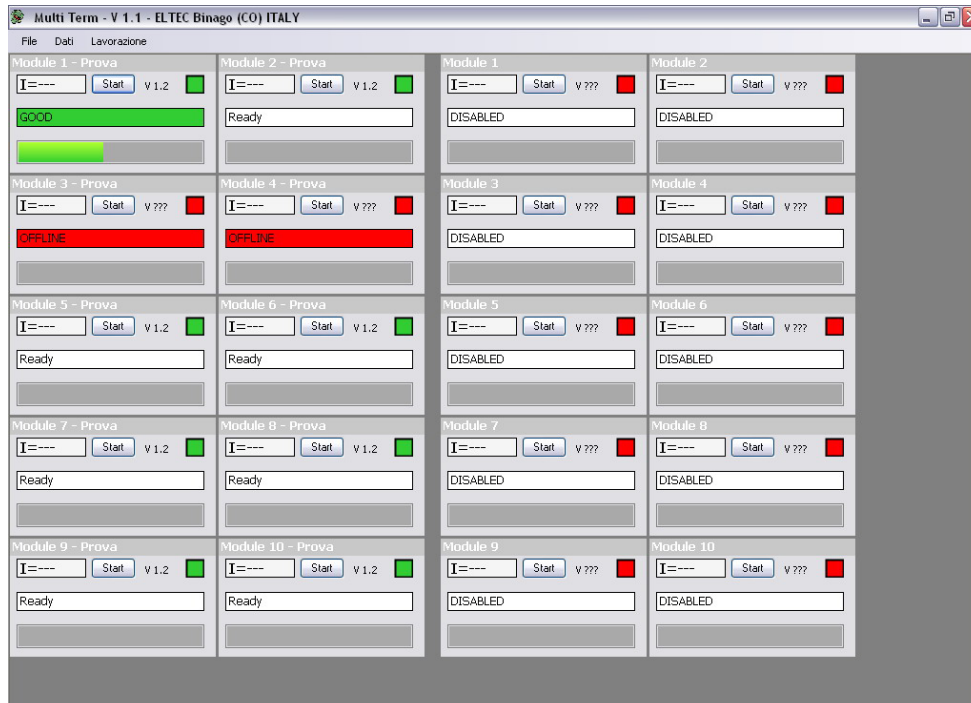 Multi Term - V 1.1 - ELTEC Binago (CO) ITALY
File Dati Lavorazione
Module 1 - Prova Module 2 - Prova Module 1 Module 2
I=--- Start V 1.2 I=--- Start V 1.2 I=--- Start V ??? I=--- Start V ???
GOOD Ready DISABLED DISABLED
Module 3 - Prova Module 4 - Prova Module 3 Module 4
I=--- Start V ??? I=--- Start V ??? I=--- Start V ??? I=--- Start V ???
OFFLINE OFFLINE DISABLED DISABLED
Module 5 - Prova Module 6 - Prova Module 5 Module 6
I=--- Start V 1.2 I=--- Start V 1.2 I=--- Start V ??? I=--- Start V ???
Ready Ready DISABLED DISABLED
Module 7 - Prova Module 8 - Prova Module 7 Module 8
I=--- Start V 1.2 I=--- Start V 1.2 I=--- Start V ??? I=--- Start V ???
Ready Ready DISABLED DISABLED
Module 9 - Prova Module 10 - Prova Module 9 Module 10
I=--- Start V 1.2 I=--- Start V 1.2 I=--- Start V ??? I=--- Start V ???
Ready Ready DISABLED DISABLED